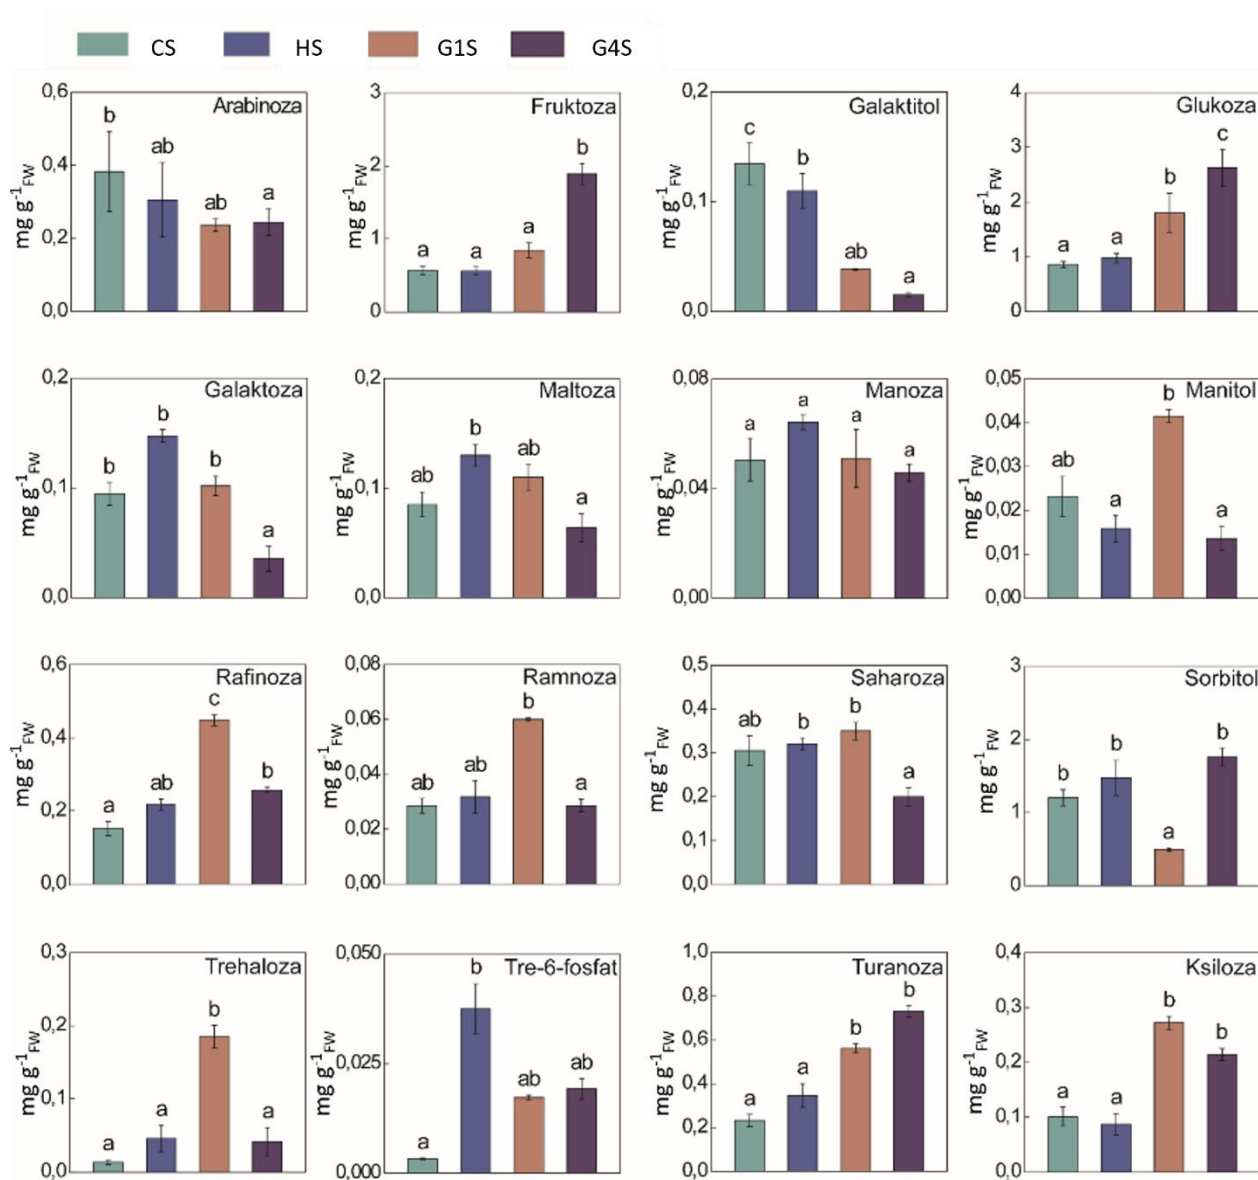 CS HS G1S G4S
Arabinoza
0,6
0,4
0,2
0,0
mg g-1FW
b ab ab a
Fruktoza
3
2
1
0
mg g-1FW
a a a b
Galaktitol
0,2
0,1
0,0
mg g-1FW
c b ab a
Glukoza
4
3
2
1
0
mg g-1FW
a a b c
Galaktoza
0,2
0,1
0,0
mg g-1FW
b b b a
Maltoza
0,2
0,1
0,0
mg g-1FW
ab b ab a
Manoza
0,08
0,04
0,00
mg g-1FW
a a a a
Manitol
0,05
0,04
0,03
0,02
0,01
0,00
mg g-1FW
ab a b a
Rafinoza
0,6
0,4
0,2
0,0
mg g-1FW
a ab c b
Ramnoza
0,08
0,06
0,04
0,02
0,00
mg g-1FW
ab ab b a
Saharoza
0,5
0,4
0,3
0,2
0,1
0,0
mg g-1FW
ab b b a
Sorbitol
3
2
1
0
mg g-1FW
b b a b
Trehaloza
0,3
0,2
0,1
0,0
mg g-1FW
a a b a
Tre-6-fosfat
0,050
0,025
0,000
mg g-1FW
a b ab ab
Turanoza
1,0
0,8
0,6
0,4
0,2
0,0
mg g-1FW
a a b b
Ksiloza
0,4
0,3
0,2
0,1
0,0
mg g-1FW
a a b b